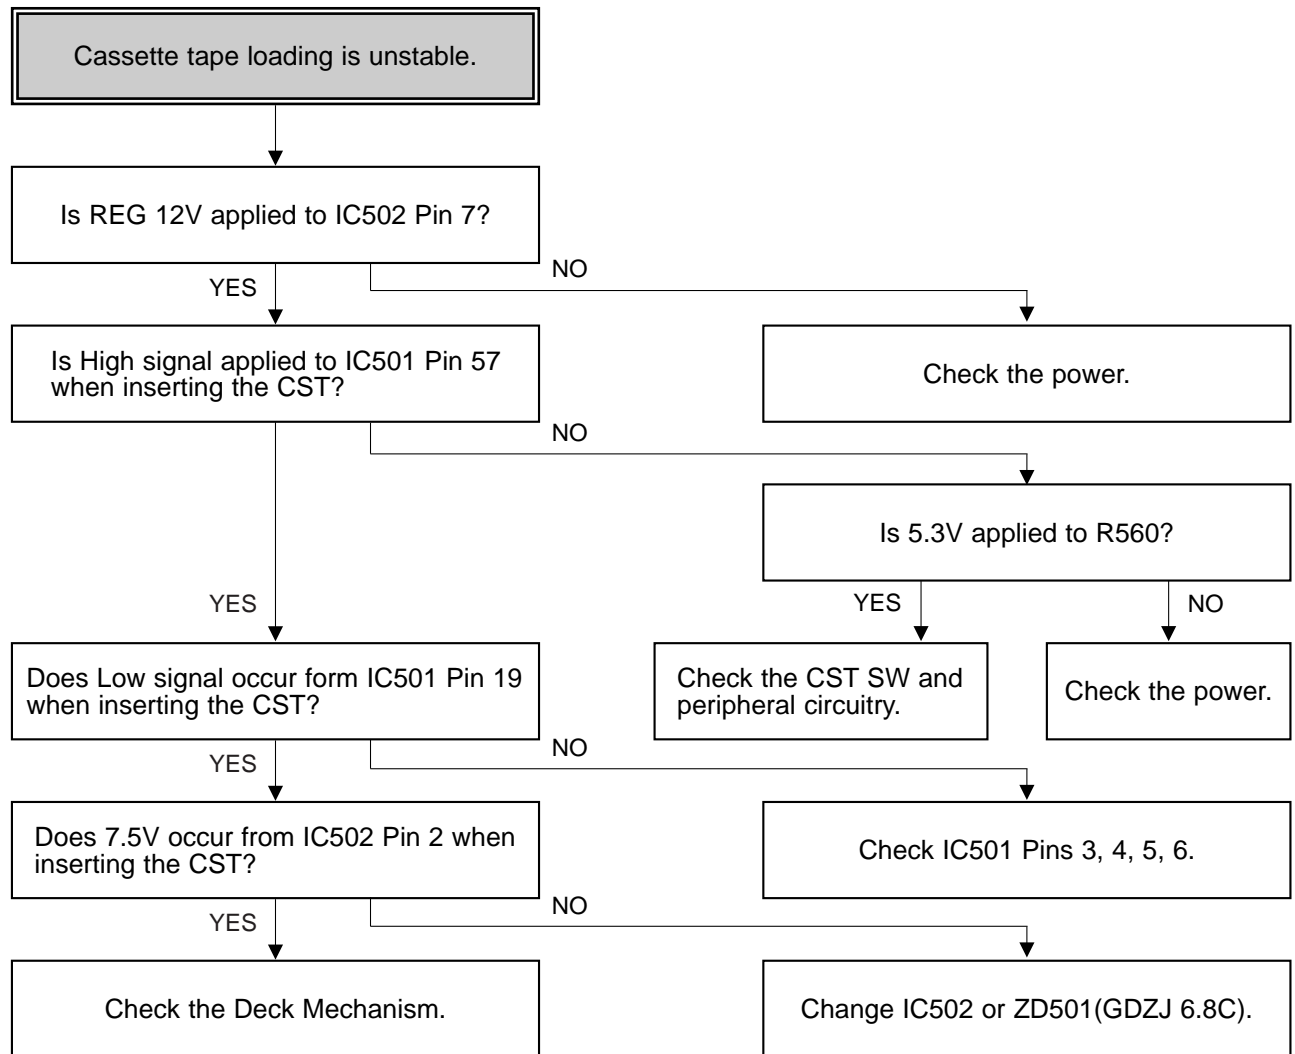 Cassette tape loading is unstable.
Is REG 12V applied to IC502 Pin 7?
YES
NO
Is High signal applied to IC501 Pin 57
when inserting the CST?
Check the power.
NO
Is 5.3V applied to R560?
YES
YES
NO
Does Low signal occur form IC501 Pin 19
when inserting the CST?
Check the CST SW and
peripheral circuitry.
Check the power.
YES
NO
Does 7.5V occur from IC502 Pin 2 when
inserting the CST?
Check IC501 Pins 3, 4, 5, 6.
YES
NO
Check the Deck Mechanism.
Change IC502 or ZD501(GDZJ 6.8C).